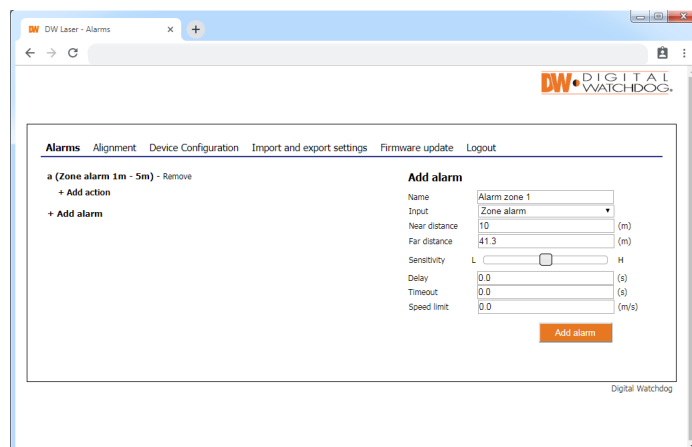 DW DW Laser - Alarms
DW DIGITAL
WATCHDOG®
Alarms Alignment Device Configuration Import and export settings Firmware update Logout
a (Zone alarm 1m - 5m) - Remove
+ Add action
+ Add alarm
Add alarm
Name Alarm zone 1
Input Zone alarm
Near distance 10 (m)
Far distance 41.3 (m)
Sensitivity L H
Delay 0.0 (s)
Timeout 0.0 (s)
Speed limit 0.0 (m/s)
Add alarm
Digital Watchdog